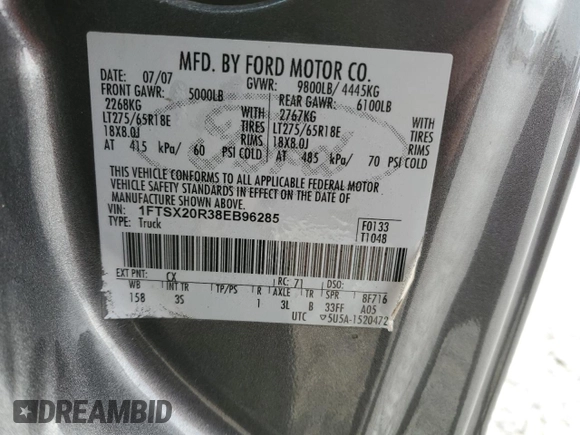 MFD. BY FORD MOTOR CO.
DATE: 07/07 GVWR: 9800LB/ 4445KG
FRONT GAWR: 5000LB REAR GAWR: 6100LB
2268KG WITH 2767KG WITH
LT275/65R18E TIRES LT275/65R18E TIRES
18X8.0J RIMS 18X8.0J RIMS
AT 415 kPa/ 60 PSI COLD AT 485 kPa/ 70 PSI COLD
THIS VEHICLE CONFORMS TO ALL APPLICABLE FEDERAL MOTOR
VEHICLE SAFETY STANDARDS IN EFFECT ON THE DATE OF
MANUFACTURE SHOWN ABOVE.
VIN: 1FTSX20R38EB96285 F0133
TYPE: Truck T1048
EXT PNT: CX RC: 71 DSO:
WB INT TR TP/PS R AXLE TR SPR BF716
158 3S 1 3L B 33FF A05
UTC ▽5U5A-1520472
DREAMBID